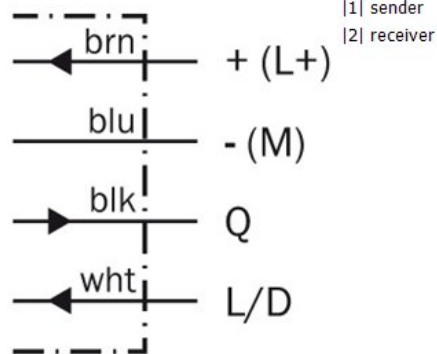 |1| sender
|2| receiver
brn + (L+)
blu - (M)
blk Q
wht L/D